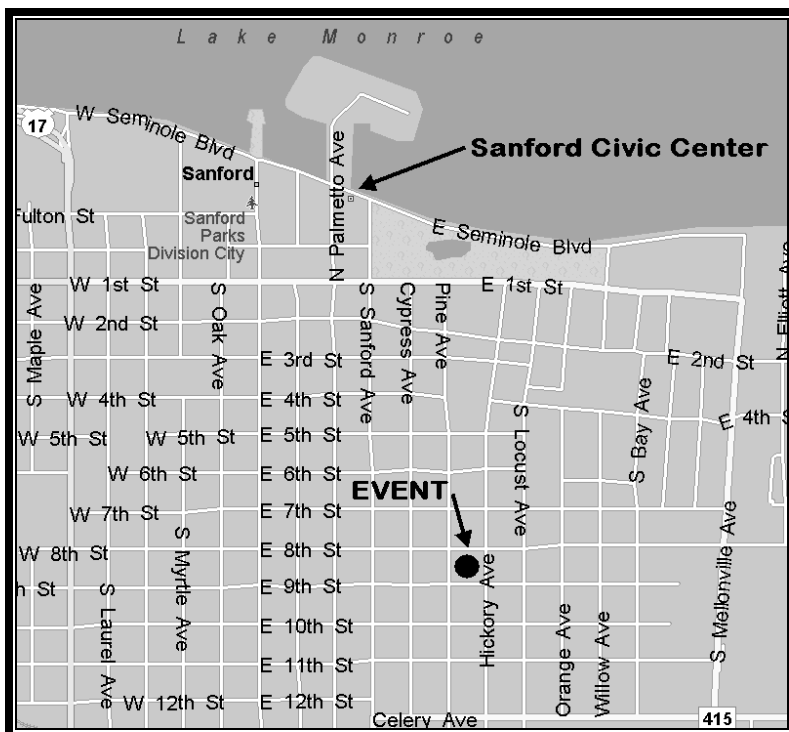 Lake Monroe
17
W Seminole Blvd
Sanford Civic Center
Sanford
N Palmetto Ave
Fulton St
Sanford
Parks
Division City
E Seminole Blvd
N Elliott Ave
W 1st St
E 1st St
S Maple Ave
S Oak Ave
S Sanford Ave
Cypress Ave
Pine Ave
W 2nd St
E 3rd St
E 2nd St
W 4th St
E 4th St
S Bay Ave
E 4th S
S Locust Ave
W 5th St
W 5th St
E 5th St
W 6th St
E 6th St
EVENT
W 7th St
E 7th St
S Myrtle Ave
W 8th St
E 8th St
Hickory Ave
S Mellonville Ave
h St
E 9th St
S Laurel Ave
Orange Ave
Willow Ave
E 10th St
E 11th St
W 12th St
E 12th St
Celery Ave
415